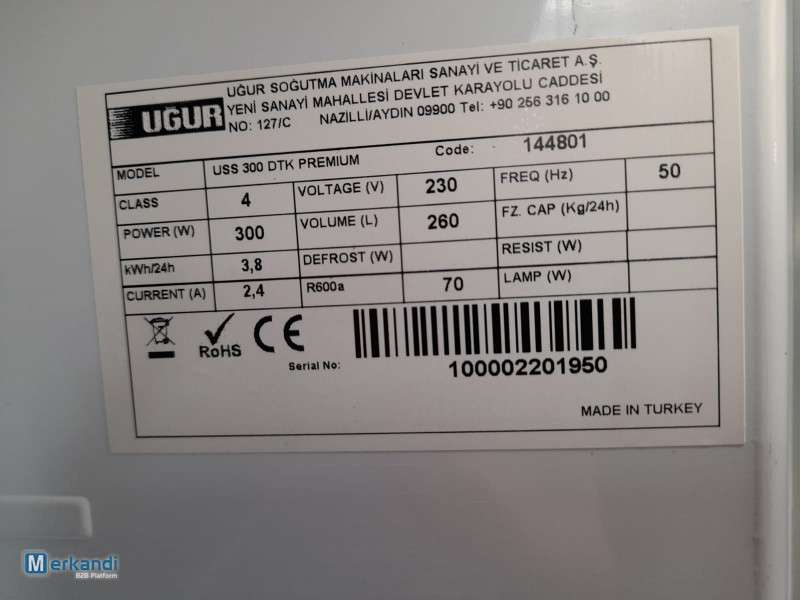 UĞUR
UĞUR SOĞUTMA MAKINALARI SANAYİ VE TİCARET A.Ş.
YENİ SANAYİ MAHALLESİ DEVLET KARAYOLU CADDESİ
NO: 127/C NAZİLLİ/AYDIN 09900 Tel: +90 256 316 10 00
MODEL USS 300 DTK PREMIUM Code: 144801
CLASS 4 VOLTAGE (V) 230 FREQ (Hz) 50
POWER (W) 300 VOLUME (L) 260 FZ. CAP (Kg/24h)
kWh/24h 3,8 DEFROST (W) RESIST (W)
CURRENT (A) 2,4 R600a 70 LAMP (W)
RoHS CE
Serial No: 100002201950
MADE IN TURKEY
Merkandi
B2B Platform